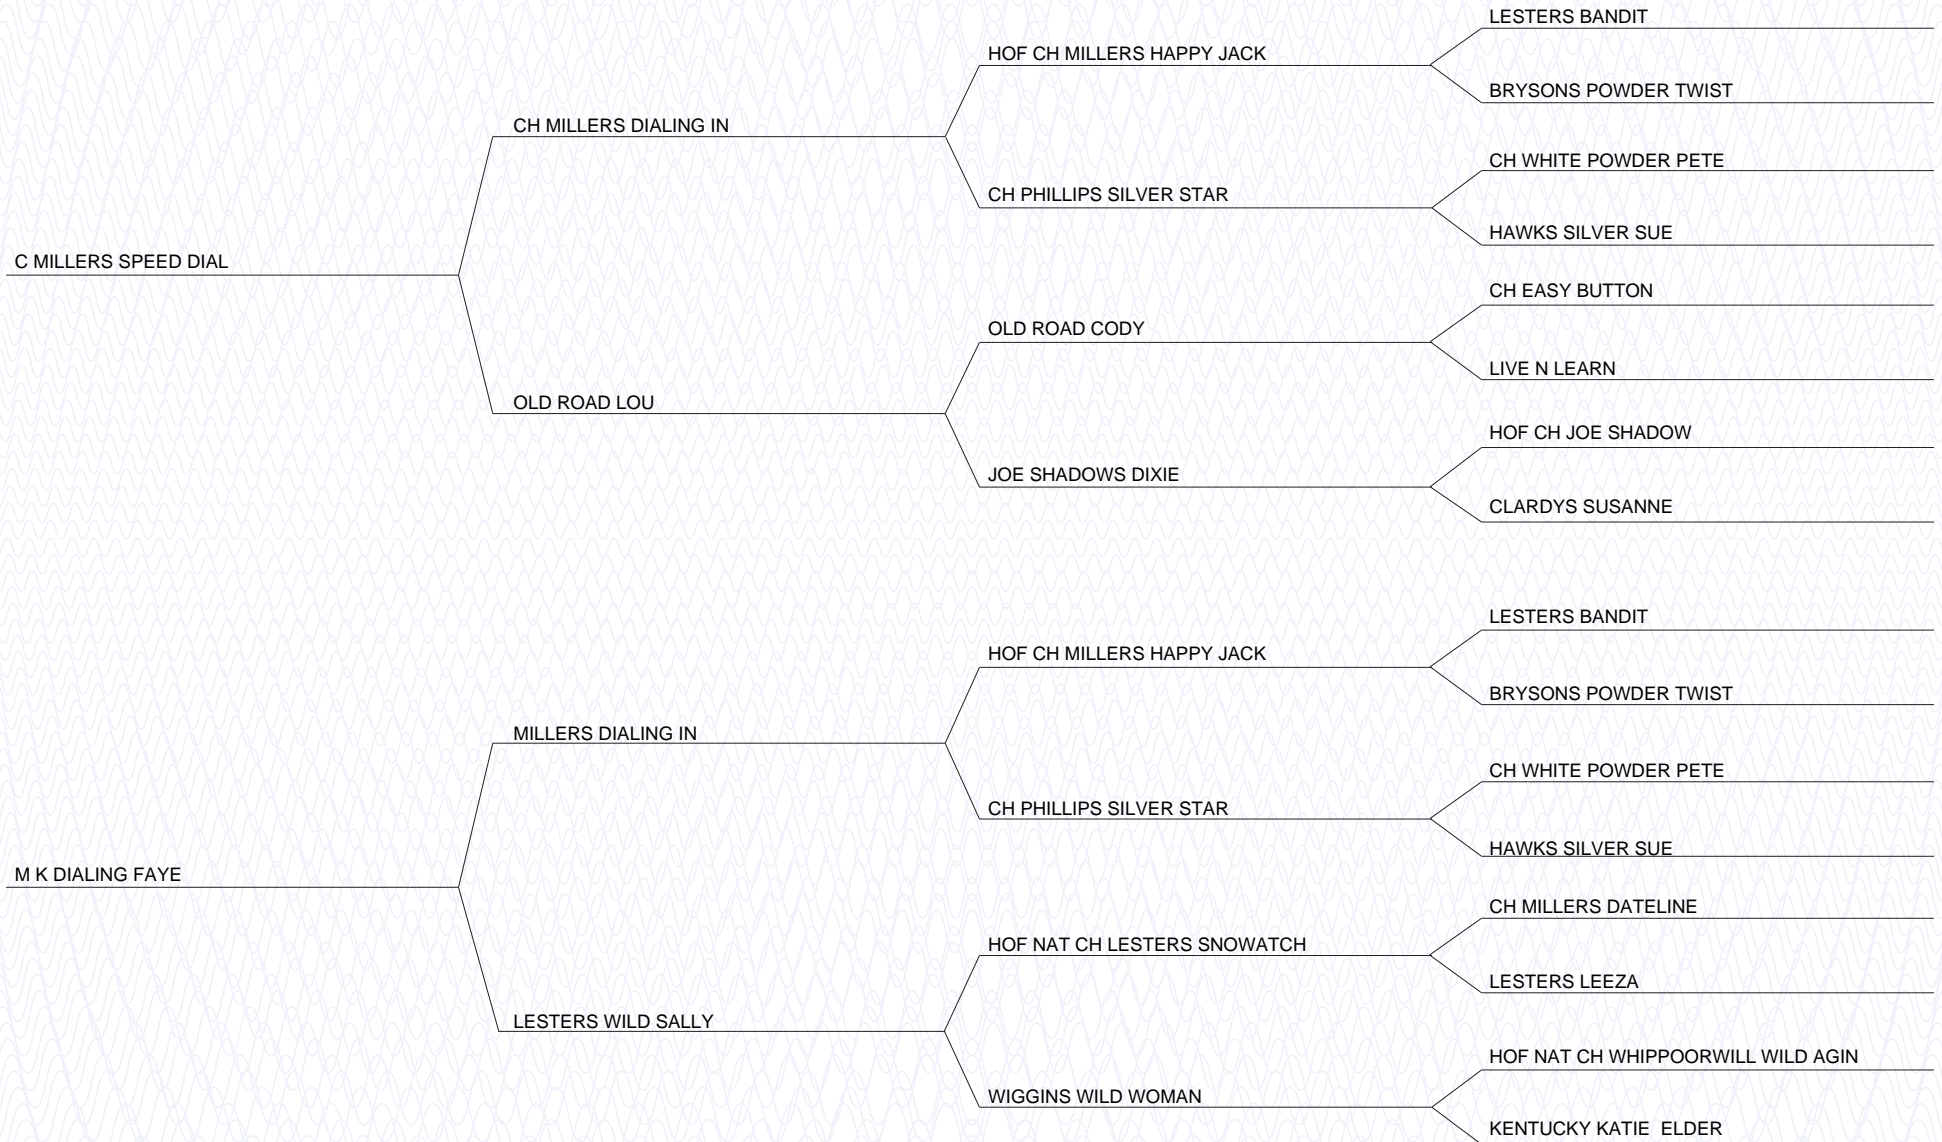 LESTERS BANDIT
HOF CH MILLERS HAPPY JACK
BRYSONS POWDER TWIST
CH MILLERS DIALING IN
CH WHITE POWDER PETE
CH PHILLIPS SILVER STAR
HAWKS SILVER SUE
C MILLERS SPEED DIAL
CH EASY BUTTON
OLD ROAD CODY
LIVE N LEARN
OLD ROAD LOU
HOF CH JOE SHADOW
JOE SHADOWS DIXIE
CLARDYS SUSANNE
LESTERS BANDIT
HOF CH MILLERS HAPPY JACK
BRYSONS POWDER TWIST
MILLERS DIALING IN
CH WHITE POWDER PETE
CH PHILLIPS SILVER STAR
HAWKS SILVER SUE
M K DIALING FAYE
CH MILLERS DATELINE
HOF NAT CH LESTERS SNOWATCH
LESTERS LEEZA
LESTERS WILD SALLY
HOF NAT CH WHIPPOORWILL WILD AGIN
WIGGINS WILD WOMAN
KENTUCKY KATIE  ELDER